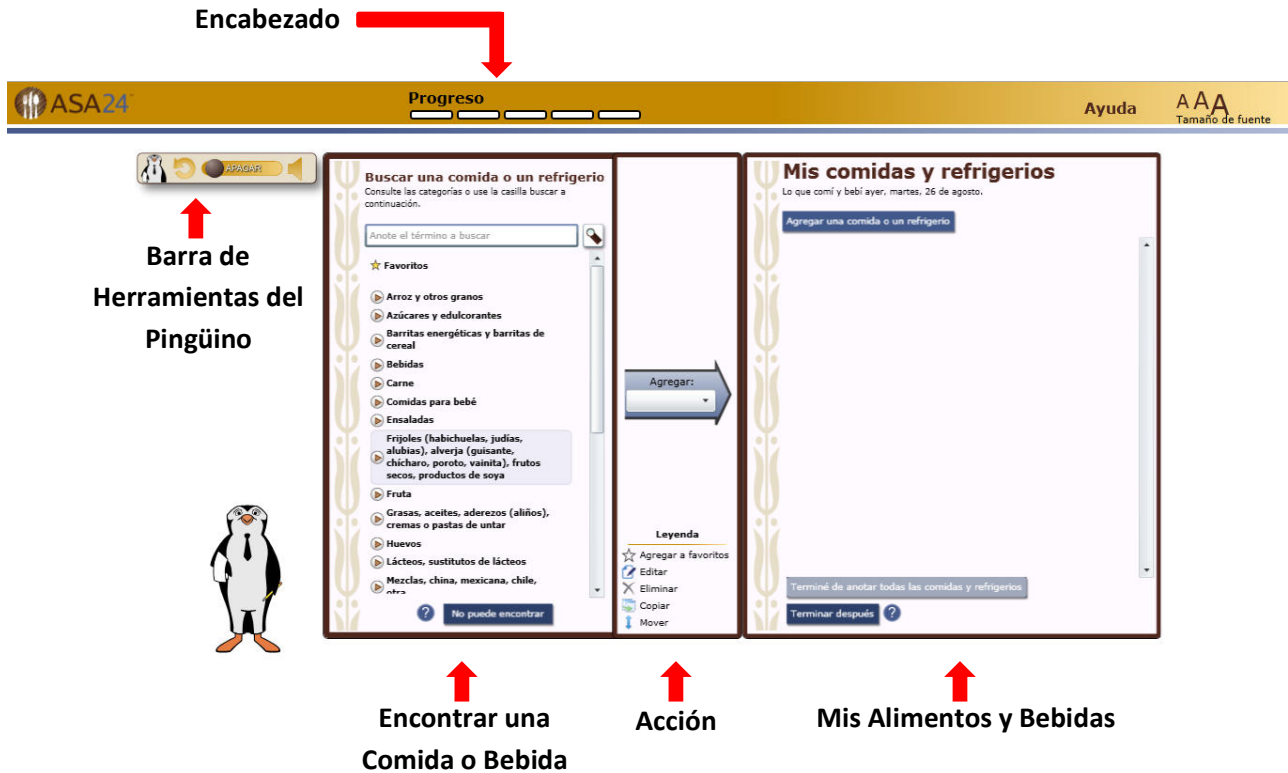 Encabezado
ASA24™
Progreso
Ayuda
A A A
Tamaño de fuente
APAGAR
Barra de
Herramientas del
Pingüino
Buscar una comida o un refrigerio
Consulte las categorías o use la casilla buscar a
continuación.
Anote el término a buscar
Favoritos
Arroz y otros granos
Azúcares y edulcorantes
Barritas energéticas y barritas de
cereal
Bebidas
Carne
Comidas para bebé
Ensaladas
Frijoles (habichuelas, judías,
alubias), alverja (guisante,
chícharo, poroto, vainita), frutos
secos, productos de soya
Fruta
Grasas, aceites, aderezos (aliños),
cremas o pastas de untar
Huevos
Lácteos, sustitutos de lácteos
Mezclas, china, mexicana, chile,
otra
? No puede encontrar
Agregar:
Leyenda
Agregar a favoritos
Editar
Eliminar
Copiar
Mover
Mis comidas y refrigerios
Lo que comí y bebí ayer, martes, 26 de agosto.
Agregar una comida o un refrigerio
Terminé de anotar todas las comidas y refrigerios
Terminar después ?
Encontrar una
Comida o Bebida
Acción
Mis Alimentos y Bebidas